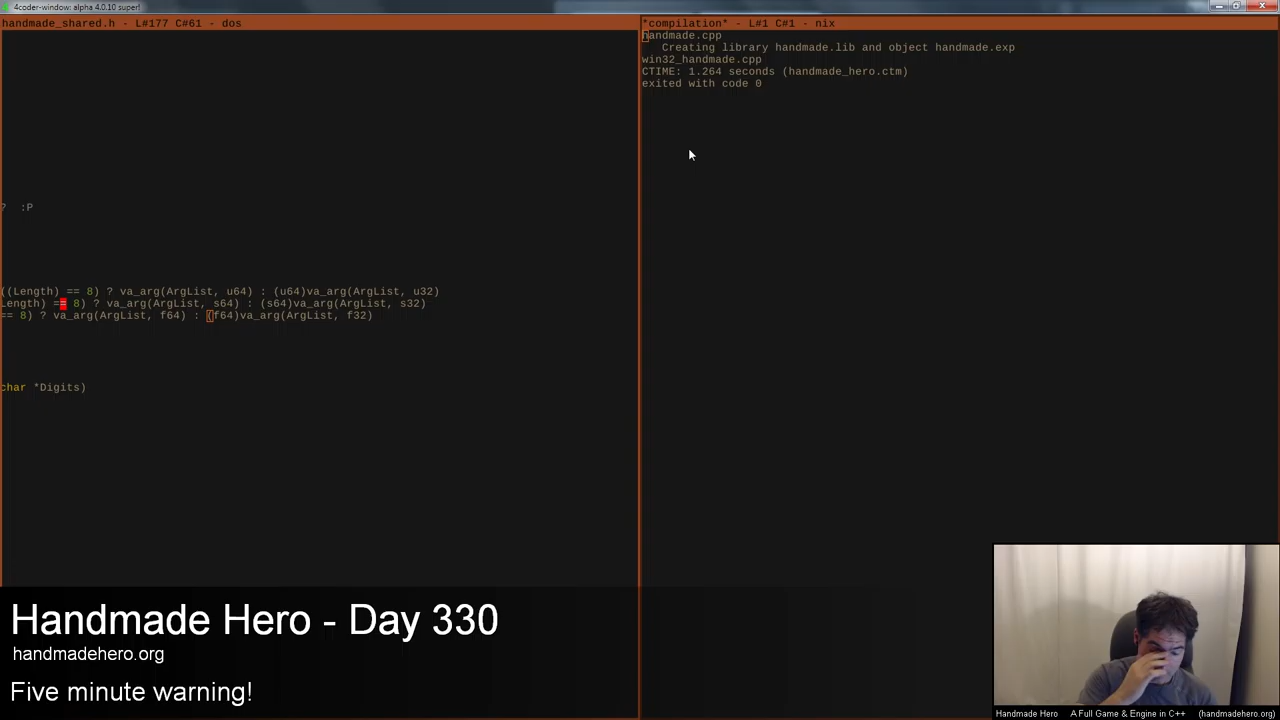 4coder-window: alpha 4.0.10 super!
handmade_shared.h - L#177 C#61 - dos
?  :P
((Length) == 8) ? va_arg(ArgList, u64) : (u64)va_arg(ArgList, u32)
Length) == 8) ? va_arg(ArgList, s64) : (s64)va_arg(ArgList, s32)
== 8) ? va_arg(ArgList, f64) : (f64)va_arg(ArgList, f32)
char *Digits)
*compilation* - L#1 C#1 - nix
handmade.cpp
   Creating library handmade.lib and object handmade.exp
win32_handmade.cpp
CTIME: 1.264 seconds (handmade_hero.ctm)
exited with code 0
Handmade Hero - Day 330
handmadehero.org
Five minute warning!
Handmade Hero    A Full Game & Engine in C++    (handmadehero.org)